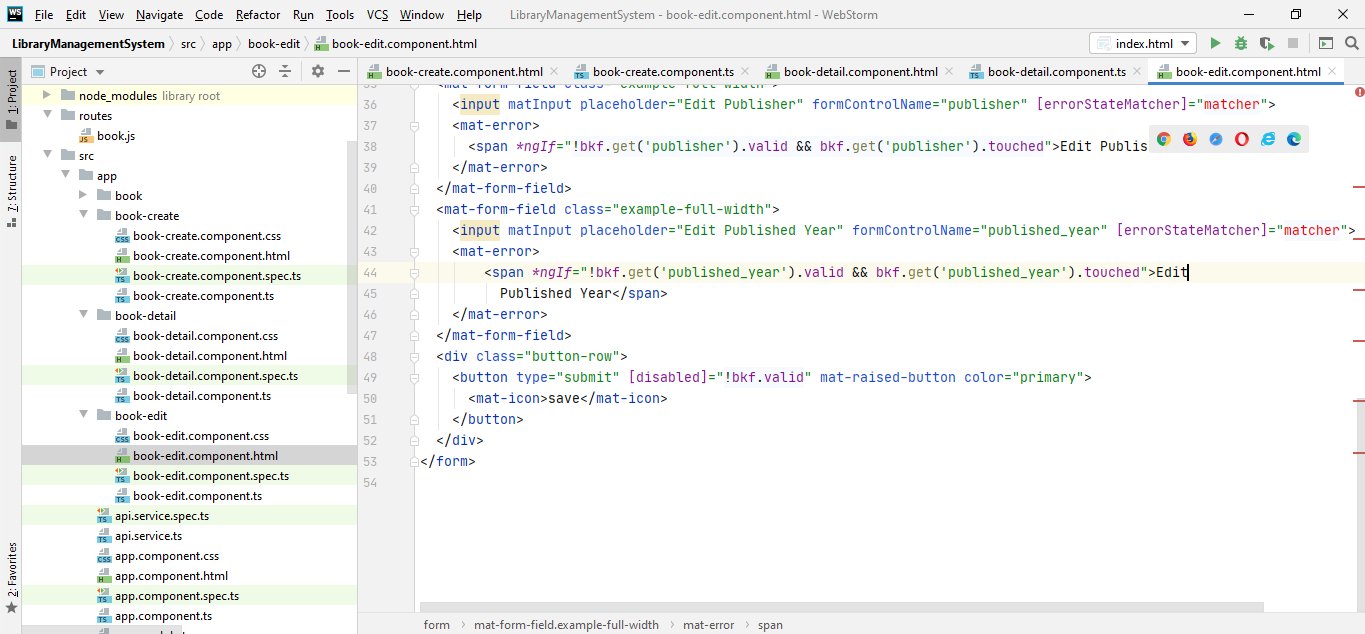 WS File Edit View Navigate Code Refactor Run Tools VCS Window Help LibraryManagementSystem - book-edit.component.html - WebStorm
LibraryManagementSystem src app book-edit book-edit.component.html index.html
1: Project
7: Structure
2: Favorites
Project
node_modules library root
routes
book.js
src
app
book
book-create
book-create.component.css
book-create.component.html
book-create.component.spec.ts
book-create.component.ts
book-detail
book-detail.component.css
book-detail.component.html
book-detail.component.spec.ts
book-detail.component.ts
book-edit
book-edit.component.css
book-edit.component.html
book-edit.component.spec.ts
book-edit.component.ts
api.service.spec.ts
api.service.ts
app.component.css
app.component.html
app.component.spec.ts
app.component.ts
book-create.component.html book-create.component.ts book-detail.component.html book-detail.component.ts book-edit.component.html
35 <mat-form-field class="example-full-width">
36 <input matInput placeholder="Edit Publisher" formControlName="publisher" [errorStateMatcher]="matcher">
37 <mat-error>
38 <span *ngIf="!bkf.get('publisher').valid && bkf.get('publisher').touched">Edit Publis
39 </mat-error>
40 </mat-form-field>
41 <mat-form-field class="example-full-width">
42 <input matInput placeholder="Edit Published Year" formControlName="published_year" [errorStateMatcher]="matcher">
43 <mat-error>
44 <span *ngIf="!bkf.get('published_year').valid && bkf.get('published_year').touched">Edit
45 Published Year</span>
46 </mat-error>
47 </mat-form-field>
48 <div class="button-row">
49 <button type="submit" [disabled]="!bkf.valid" mat-raised-button color="primary">
50 <mat-icon>save</mat-icon>
51 </button>
52 </div>
53 </form>
54
form mat-form-field.example-full-width mat-error span